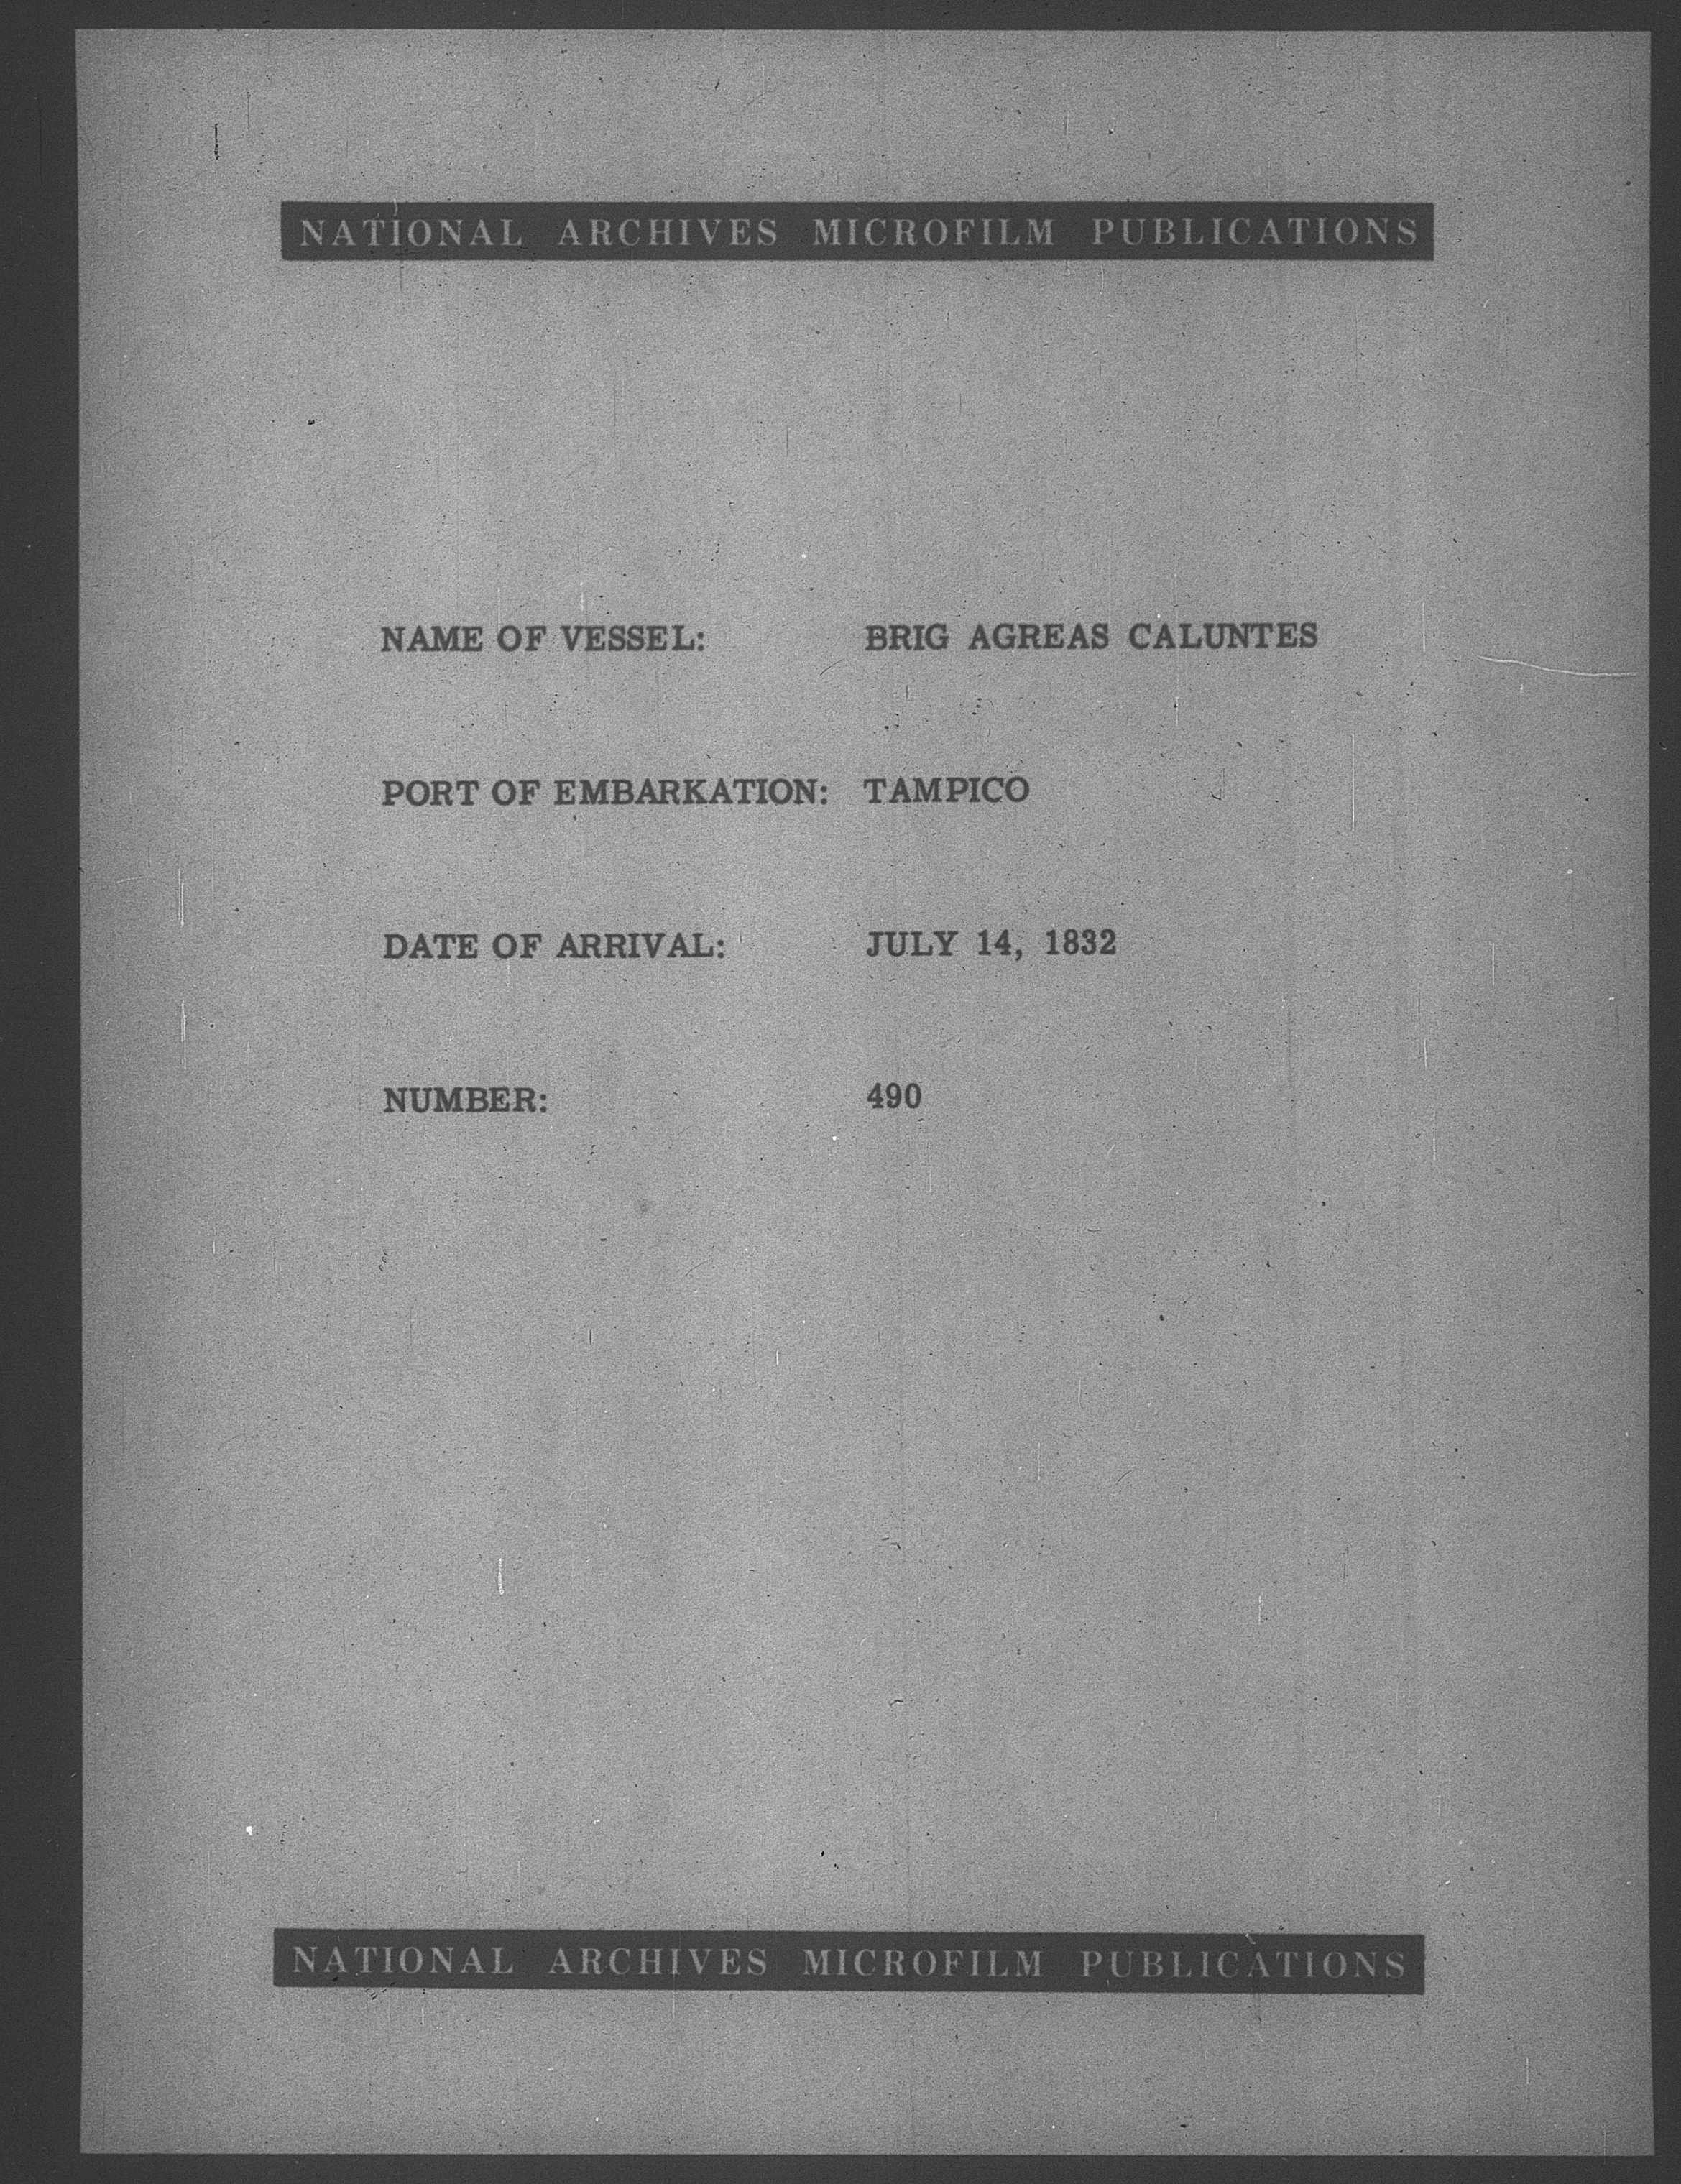 NATIONAL ARCHIVES MICROFILM PUBLICATIONS
NAME OF VESSEL: BRIG AGREAS CALUNTES
PORT OF EMBARKATION: TAMPICO
DATE OF ARRIVAL: JULY 14, 1832
NUMBER: 490
NATIONAL ARCHIVES MICROFILM PUBLICATIONS